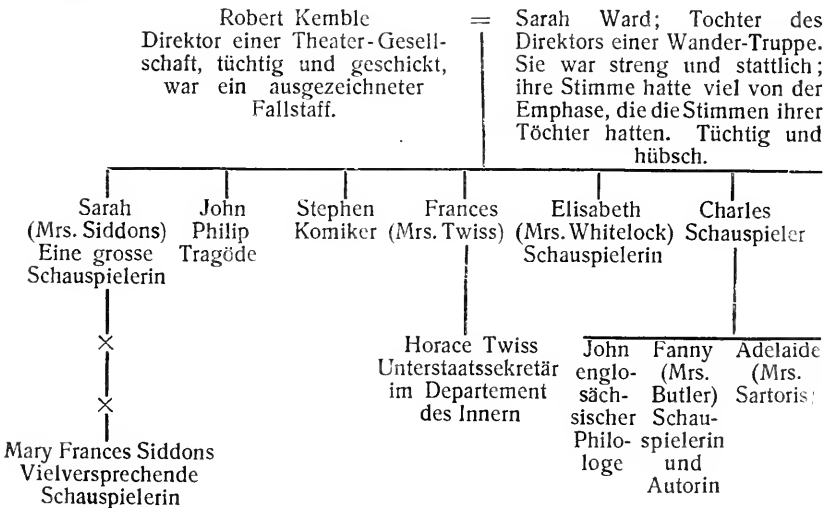 Robert Kemble
Direktor einer Theater-Gesell-
schaft, tüchtig und geschickt,
war ein ausgezeichneter
Fallstaff.
=
Sarah Ward; Tochter des
Direktors einer Wander-Truppe.
Sie war streng und stattlich;
ihre Stimme hatte viel von der
Emphase, die die Stimmen ihrer
Töchter hatten. Tüchtig und
hübsch.
Sarah
(Mrs. Siddons)
Eine grosse
Schauspielerin
John
Philip
Tragöde
Stephen
Komiker
Frances
(Mrs. Twiss)
Elisabeth
(Mrs. Whitelock)
Schauspielerin
Charles
Schauspieler
×
×
Mary Frances Siddons
Vielversprechende
Schauspielerin
Horace Twiss
Unterstaatssekretär
im Departement
des Innern
John
englo-
säch-
sischer
Philo-
loge
Fanny
(Mrs.
Butler)
Schau-
spielerin
und
Autorin
Adelaide
(Mrs.
Sartoris)